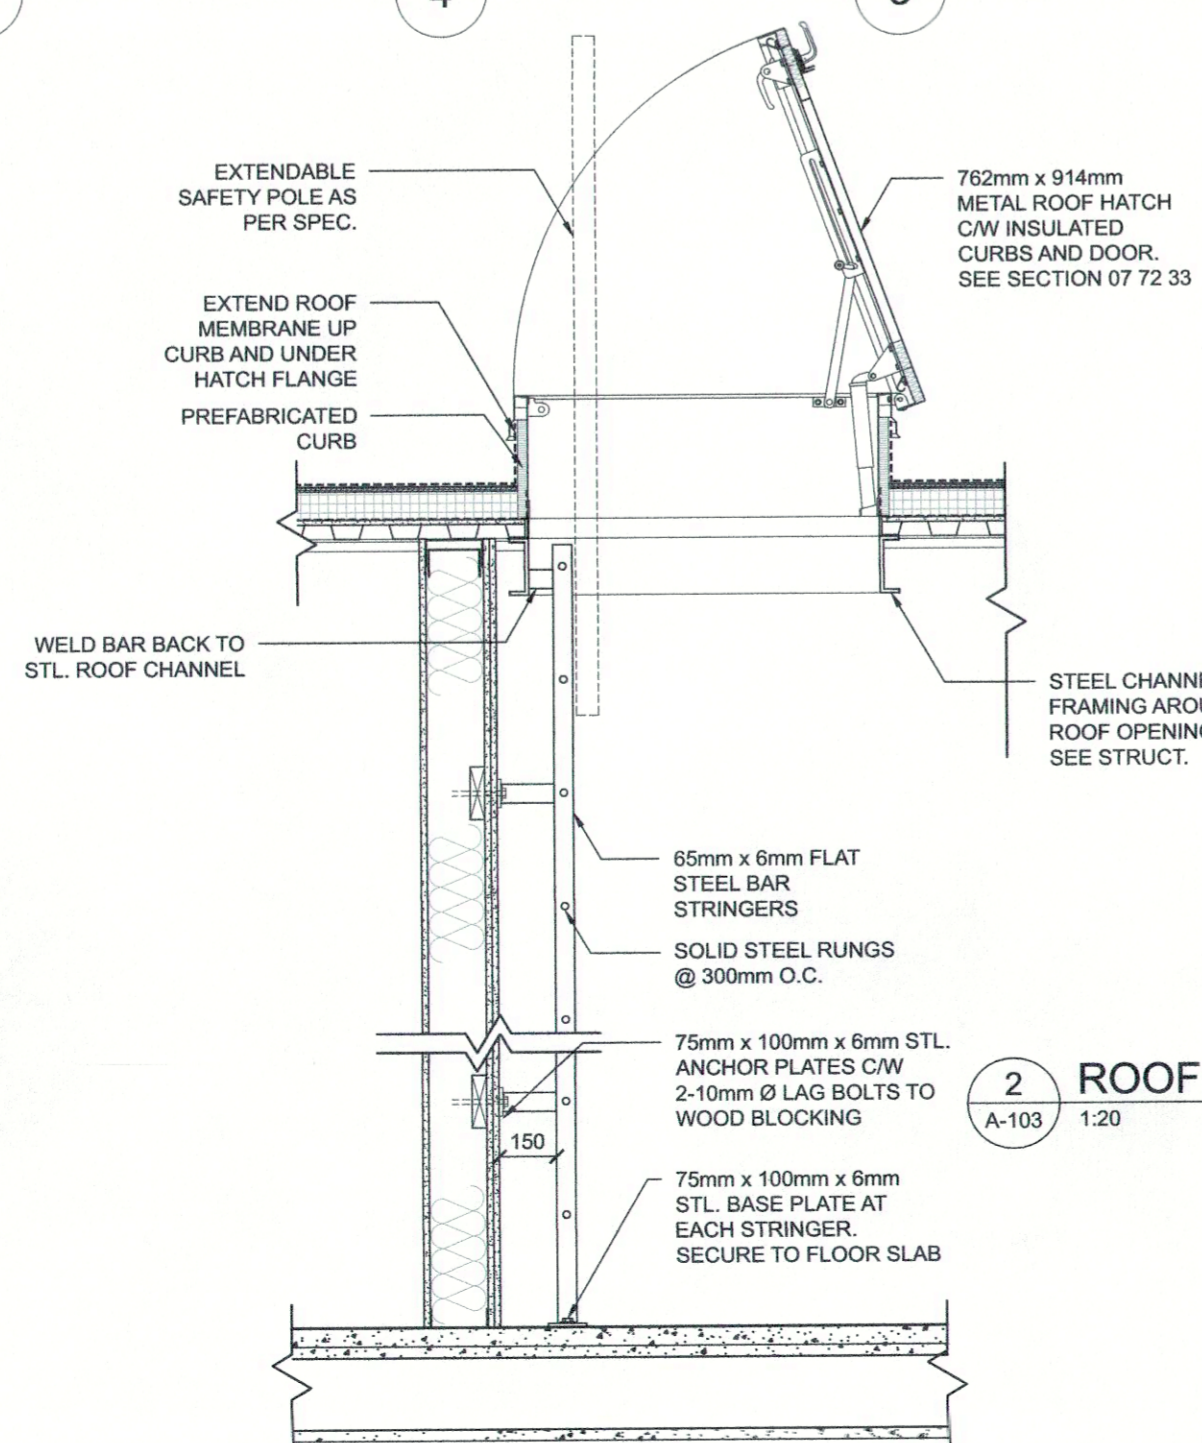 4
EXTENDABLE
SAFETY POLE AS
PER SPEC.
762mm x 914mm
METAL ROOF HATCH
C/W INSULATED
CURBS AND DOOR.
SEE SECTION 07 72 33
EXTEND ROOF
MEMBRANE UP
CURB AND UNDER
HATCH FLANGE
PREFABRICATED
CURB
WELD BAR BACK TO
STL. ROOF CHANNEL
STEEL
FRAMING
ROOF
SEE STRUCT.
65mm x 6mm FLAT
STEEL BAR
STRINGERS
SOLID STEEL RUNGS
@ 300mm O.C.
75mm x 100mm x 6mm STL.
ANCHOR PLATES C/W
2-10mm Ø LAG BOLTS TO
WOOD BLOCKING
2
A-103
ROOF
1:20
150
75mm x 100mm x 6mm
STL. BASE PLATE AT
EACH STRINGER.
SECURE TO FLOOR SLAB